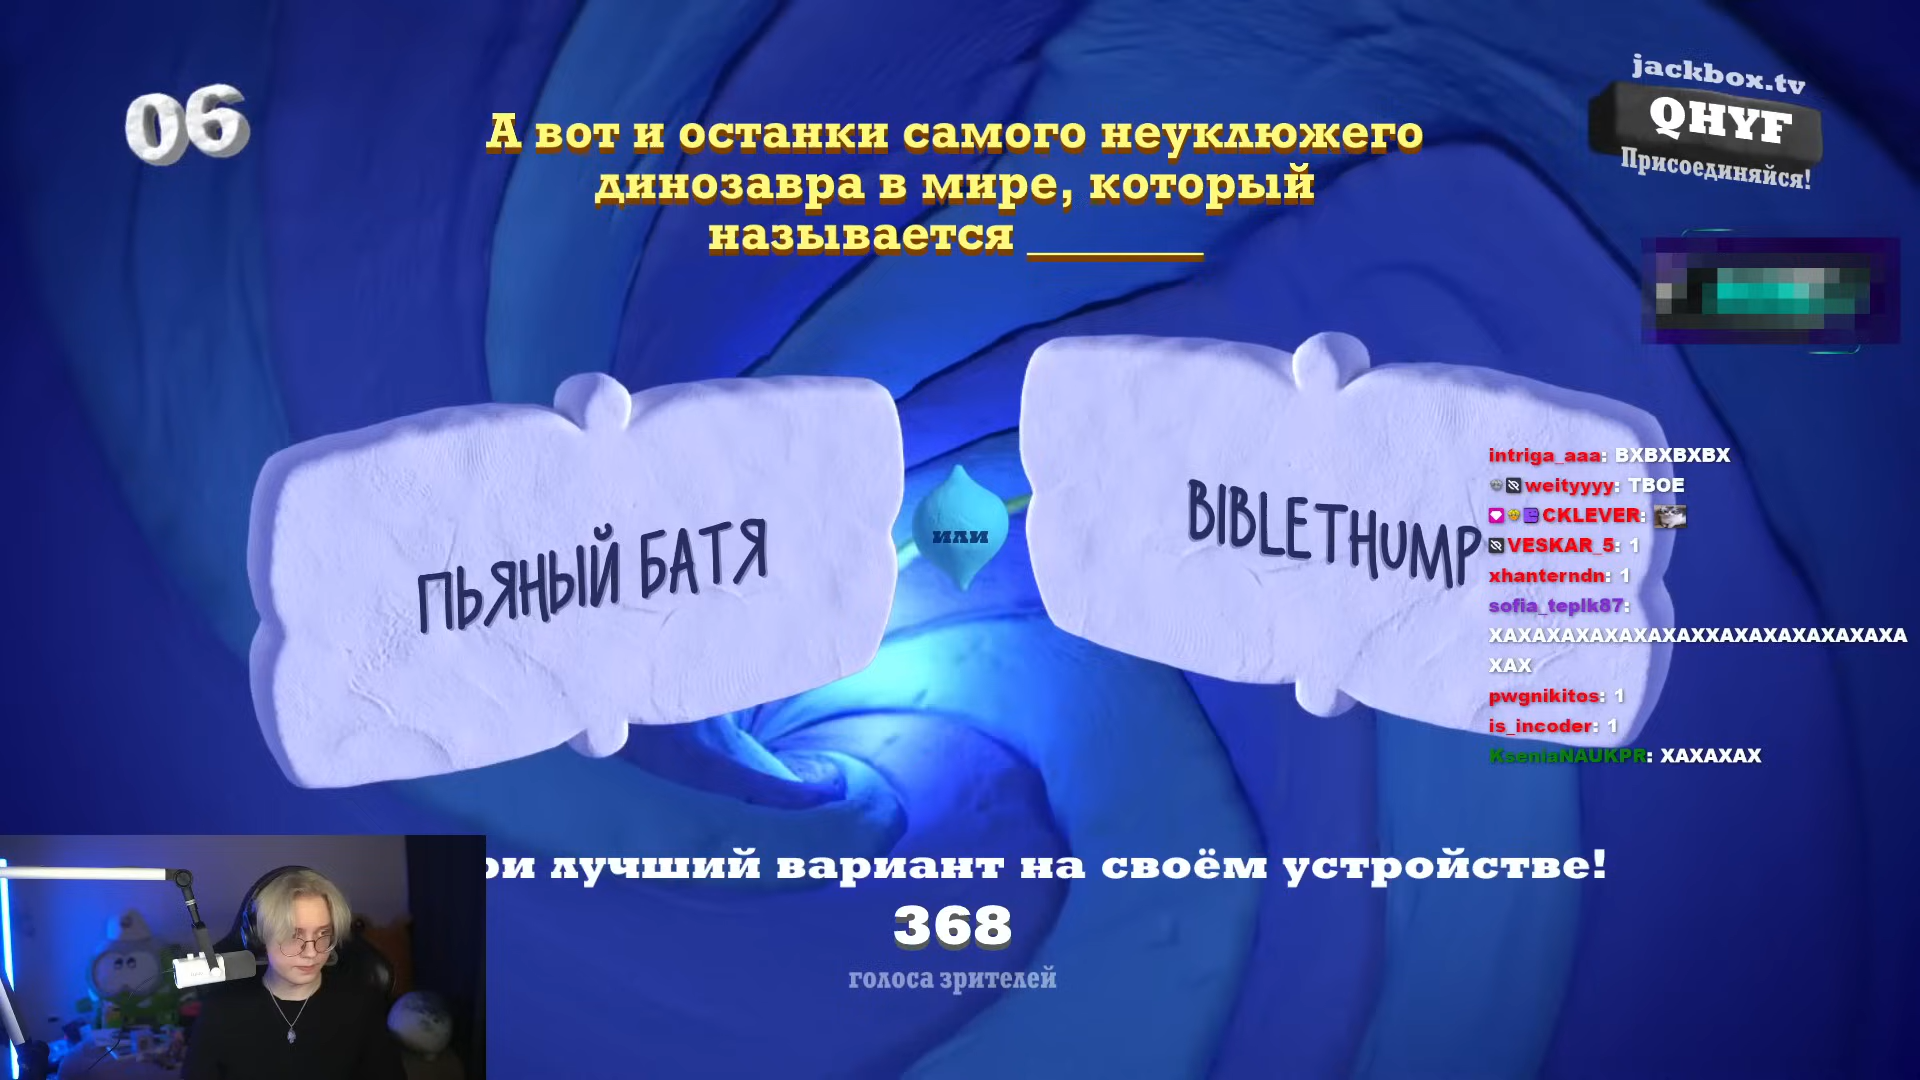 06
jackbox.tv
QHYF
Присоединяйся!
А вот и останки самого неуклюжего
динозавра в мире, который
называется ________
ПЬЯНЫЙ БАТЯ
ИЛИ
BIBLETHUMP
intriga_aaa: ВХВХВХВХ
weityyyy: ТВОЕ
CKLEVER:
VESKAR_5: 1
xhanterndn: 1
sofia_teplk87:
ХАХАХАХАХАХАХАХХАХАХАХАХАХАХА
ХАХ
pwgnikitos: 1
is_incoder: 1
KseniaNAUKPR: ХАХАХАХ
ри лучший вариант на своём устройстве!
368
голоса зрителей